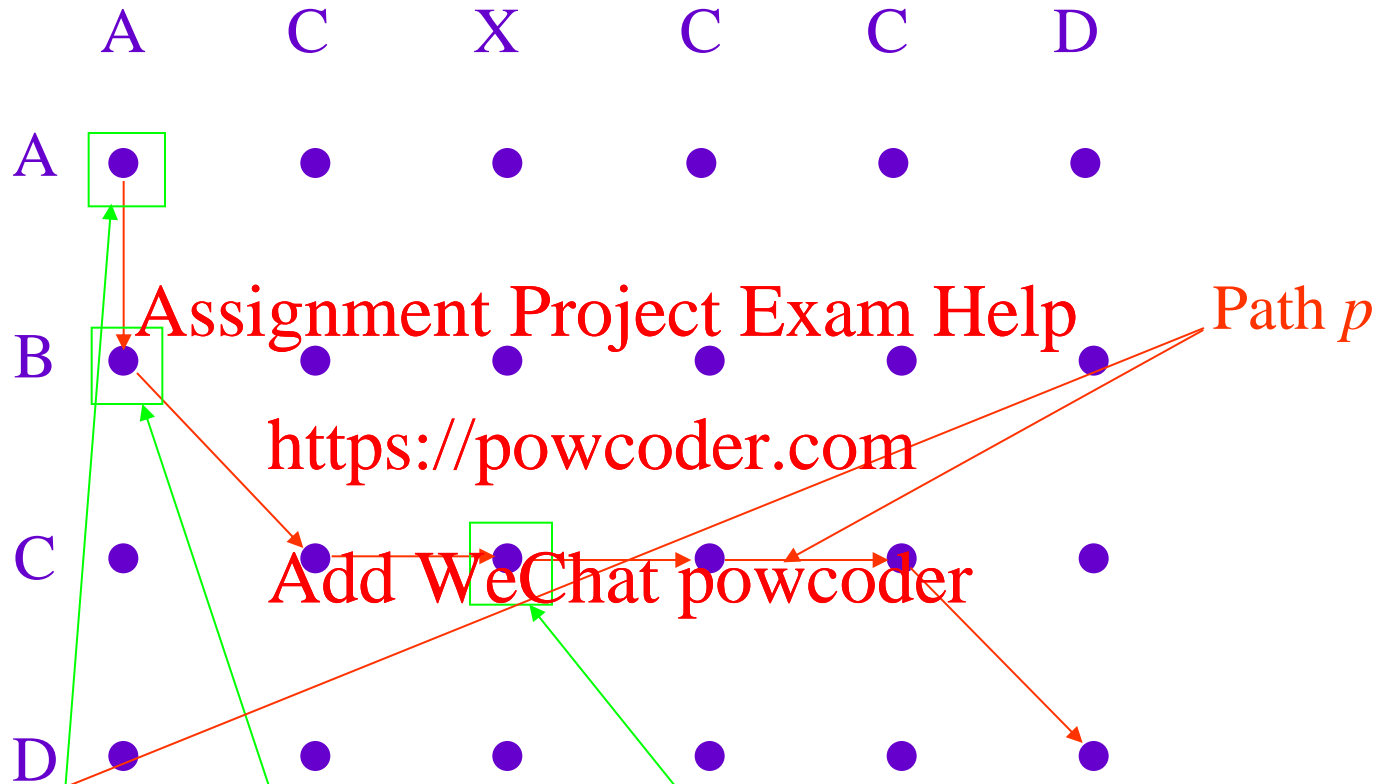 A C X C C D
A
Assignment Project Exam Help
Path p
B
https://powcoder.com
C
Add WeChat powcoder
D